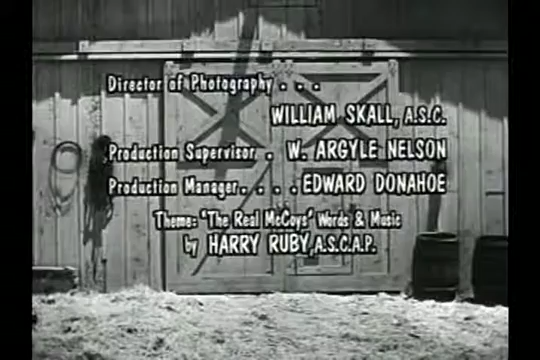 Director of Photography . . .
WILLIAM SKALL, A.S.C.
Production Supervisor . W. ARGYLE NELSON
Production Manager . . . . EDWARD DONAHOE
Theme: "The Real McCoys" Words & Music
by HARRY RUBY, A.S.C.A.P.